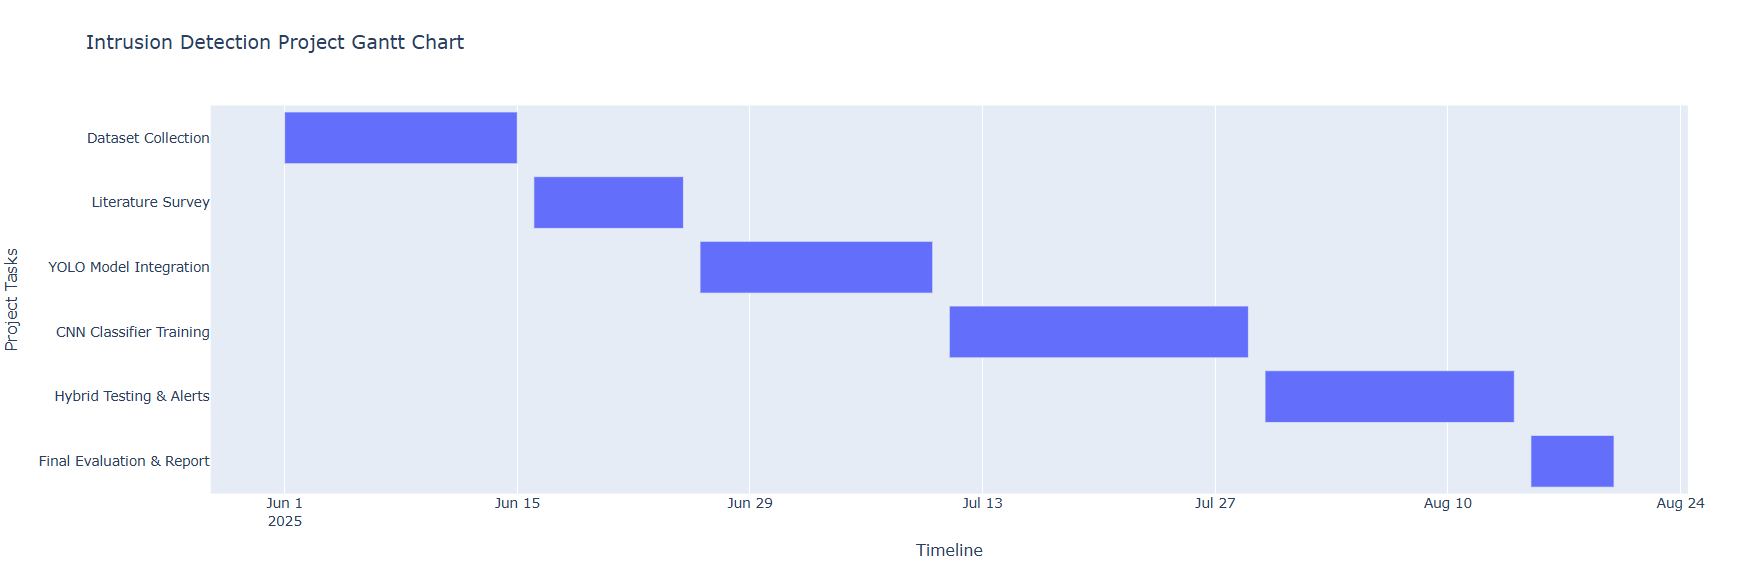 Intrusion Detection Project Gantt Chart
Project Tasks
Dataset Collection
Literature Survey
YOLO Model Integration
CNN Classifier Training
Hybrid Testing & Alerts
Final Evaluation & Report
Jun 1 Jun 15 Jun 29 Jul 13 Jul 27 Aug 10 Aug 24
2025
Timeline